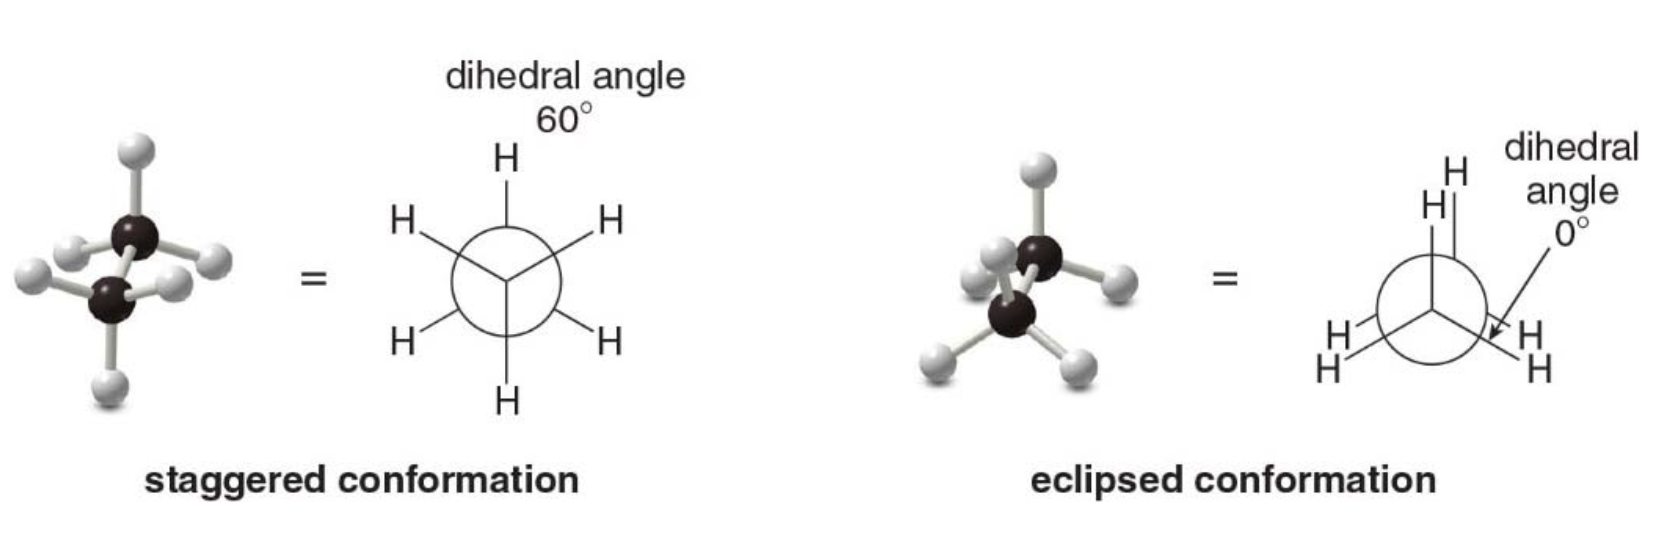 dihedral angle
60°
H
H
H
=
H
H
H
staggered conformation
dihedral
angle
0°
H
H
=
H
H
H
H
eclipsed conformation